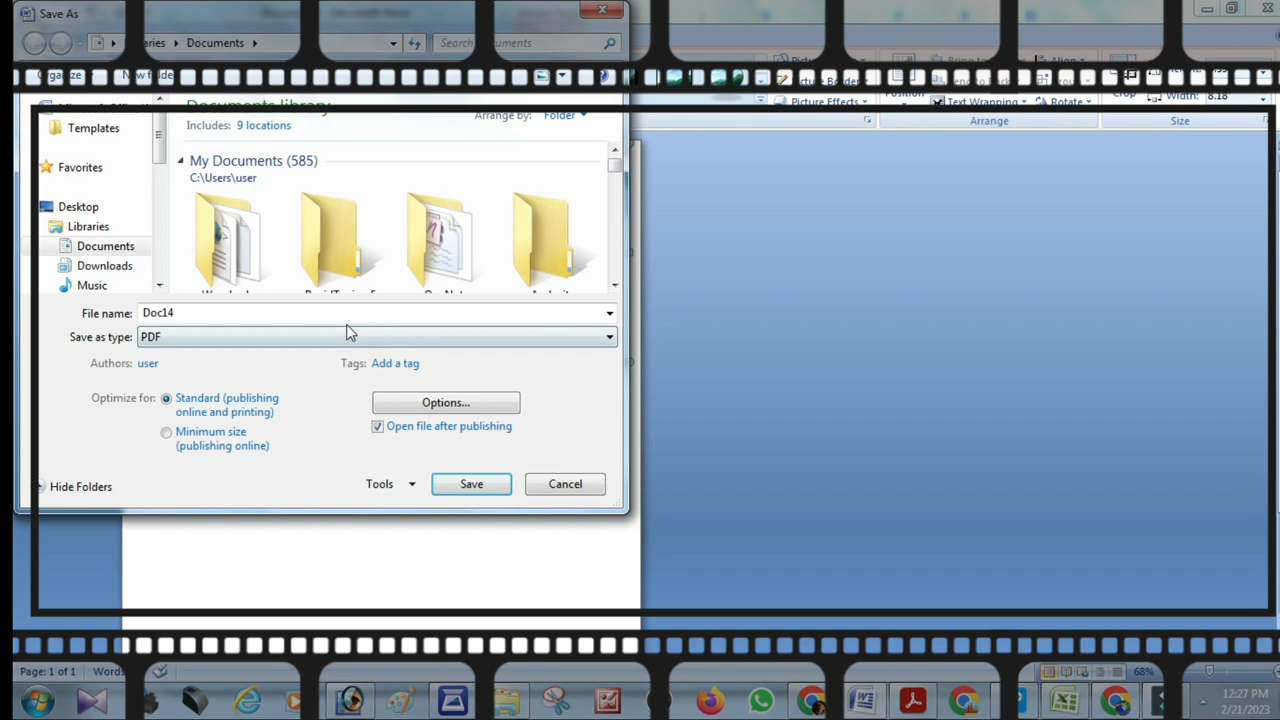 Save As
Documents
Search
Organize
New folder
Documents library
Includes: 9 locations
Arrange by: Folder
Templates
Favorites
Desktop
Libraries
Documents
Downloads
Music
My Documents (585)
C:\Users\user
File name: Doc14
Save as type: PDF
Authors: user
Tags: Add a tag
Optimize for: Standard (publishing
online and printing)
Minimum size
(publishing online)
Options...
Open file after publishing
Hide Folders
Tools
Save
Cancel
Picture Effects
Position
Text Wrapping
Rotate
Crop
Width: 8.18
Arrange
Size
Page: 1 of 1
Words
68%
12:27 PM
2/21/2023